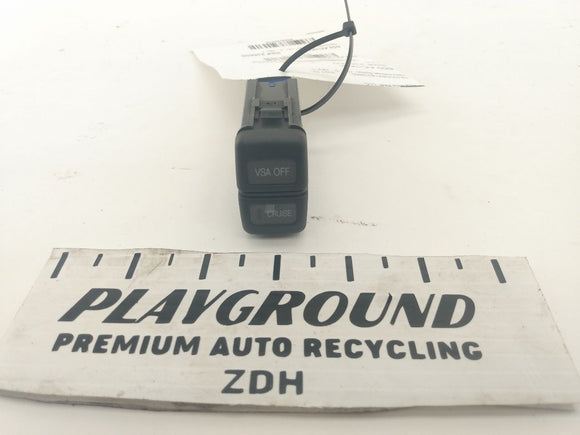 VSA OFF
CRUISE
PLAYGROUND
PREMIUM AUTO RECYCLING
ZDH